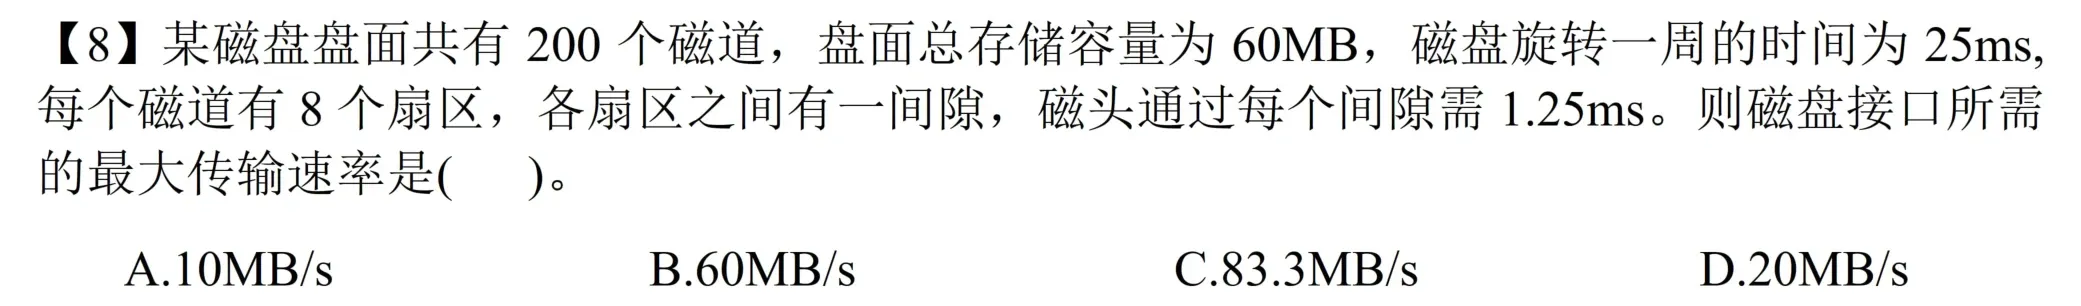 【8】某磁盘盘面共有 200 个磁道，盘面总存储容量为 60MB，磁盘旋转一周的时间为 25ms,
每个磁道有 8 个扇区，各扇区之间有一间隙，磁头通过每个间隙需 1.25ms。则磁盘接口所需
的最大传输速率是( )。
A.10MB/s B.60MB/s C.83.3MB/s D.20MB/s